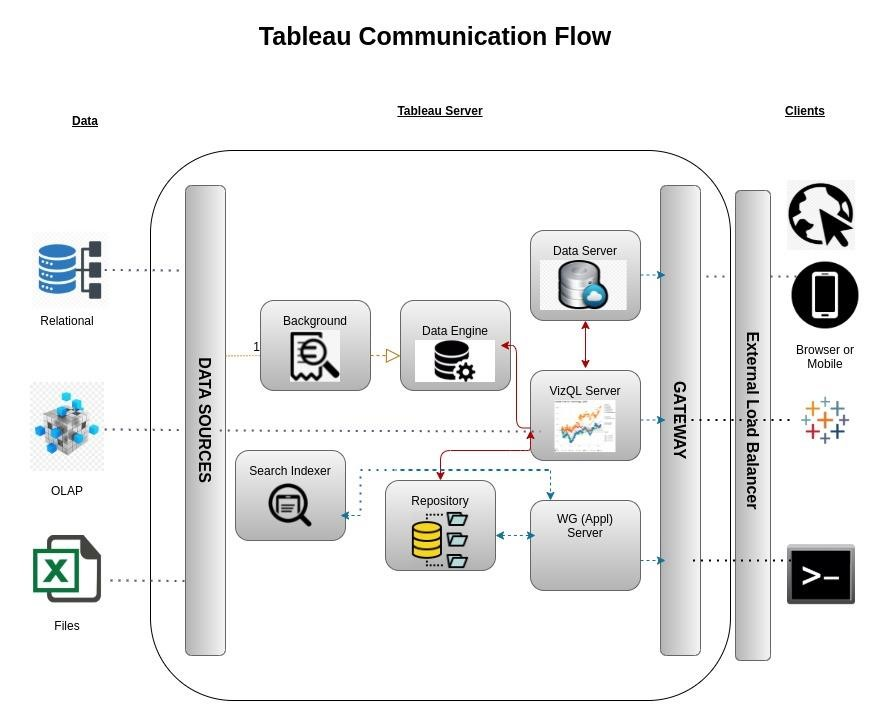 Tableau Communication Flow
Data
Tableau Server
Clients
Relational
OLAP
Files
DATA SOURCES
1
Background
Data Engine
Data Server
VizQL Server
Search Indexer
Repository
WG (Appl)
Server
GATEWAY
External Load Balancer
Browser or
Mobile
X
>_